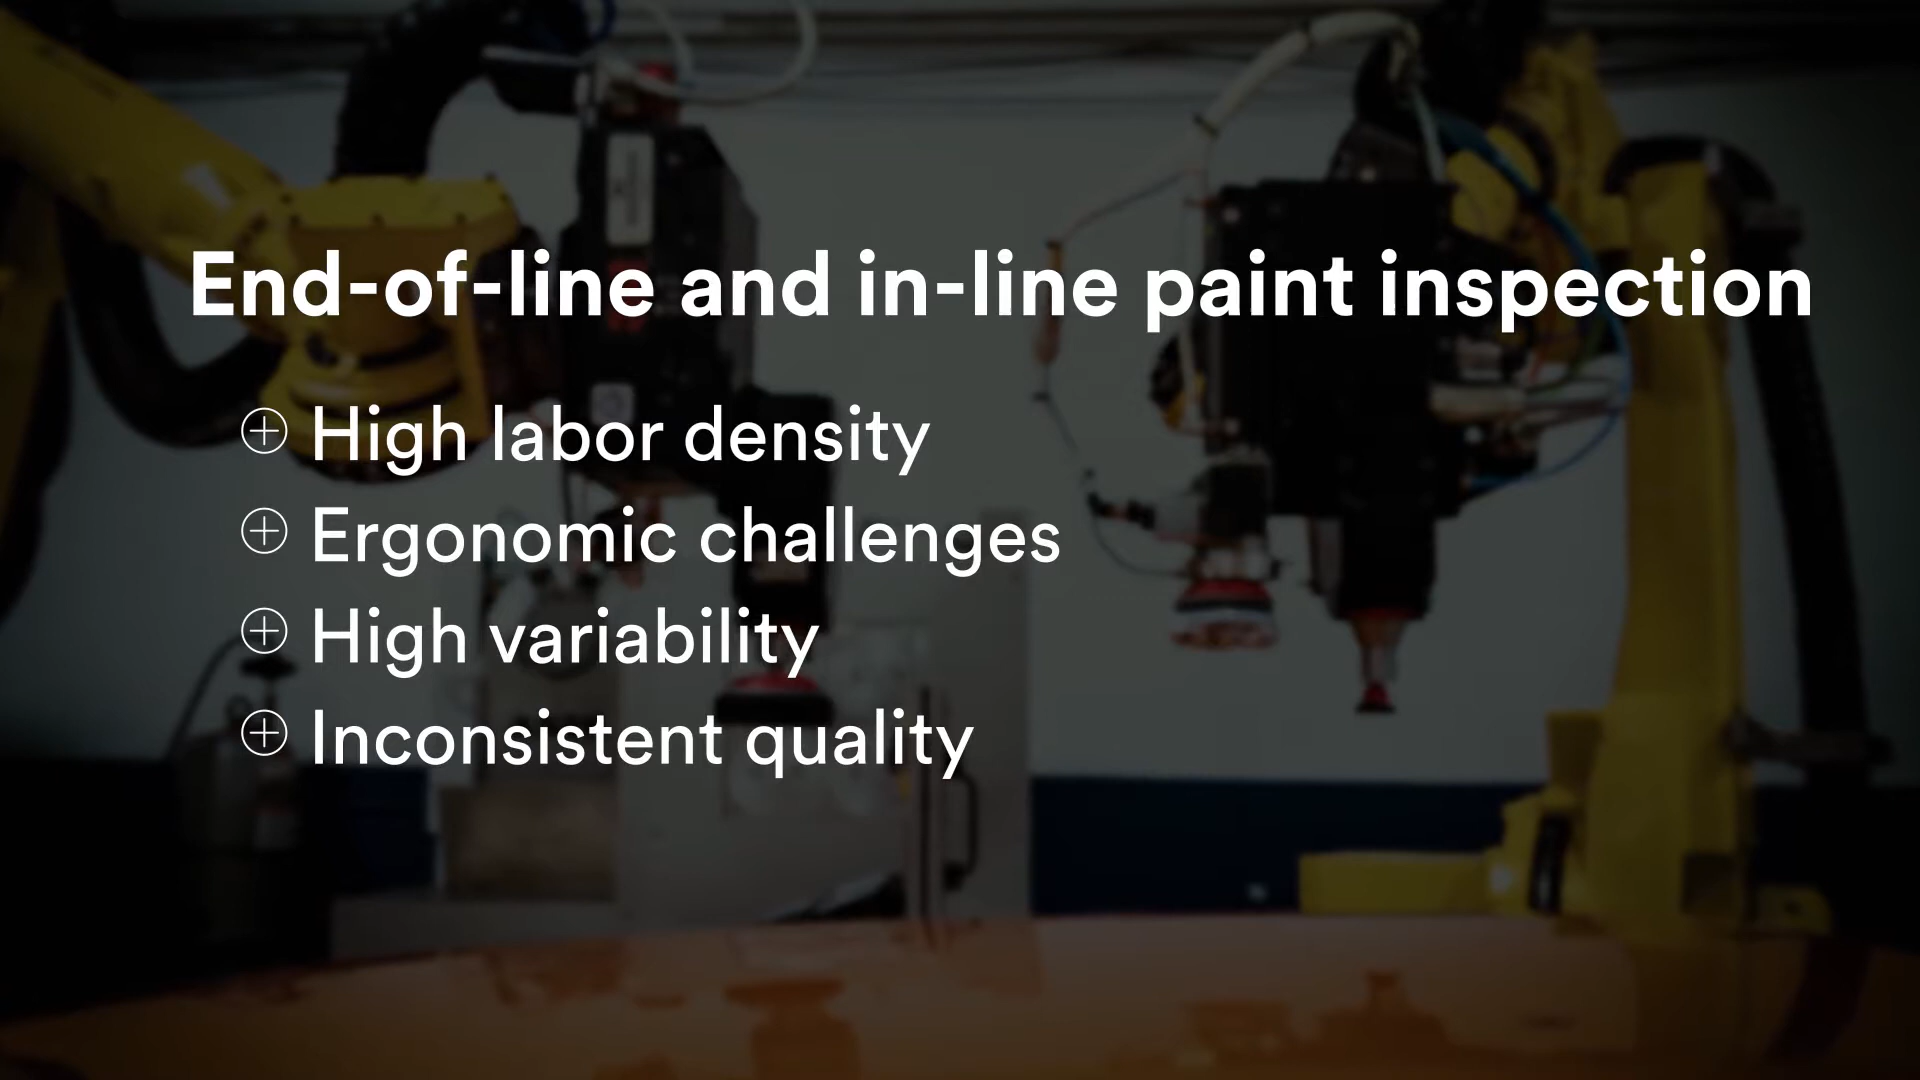 End-of-line and in-line paint inspection
High labor density
Ergonomic challenges
High variability
Inconsistent quality